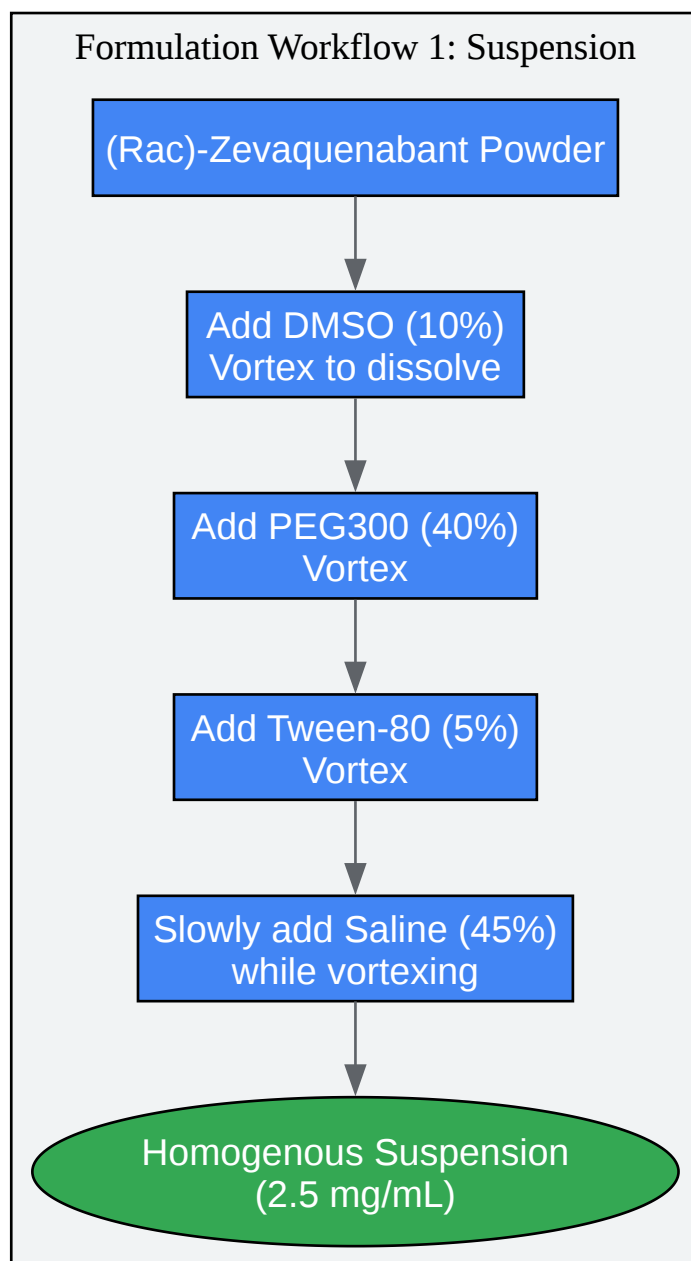 Formulation Workflow 1: Suspension
(Rac)-Zevaquenabant Powder
Add DMSO (10%)
Vortex to dissolve
Add PEG300 (40%)
Vortex
Add Tween-80 (5%)
Vortex
Slowly add Saline (45%)
while vortexing
Homogenous Suspension
(2.5 mg/mL)